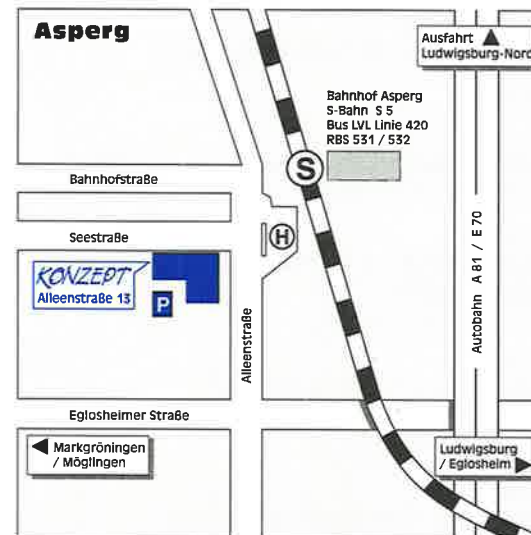 Asperg
Ausfahrt
Ludwigsburg-Nord
Bahnhof Asperg
S-Bahn S 5
Bus LVL Linie 420
RBS 531 / 532
S
Bahnhofstraße
Seestraße
H
KONZEPT
Alleenstraße 13
P
Alleenstraße
Autobahn A 81 / E 70
Eglosheimer Straße
Markgröningen
/ Möglingen
Ludwigsburg
/ Eglosheim